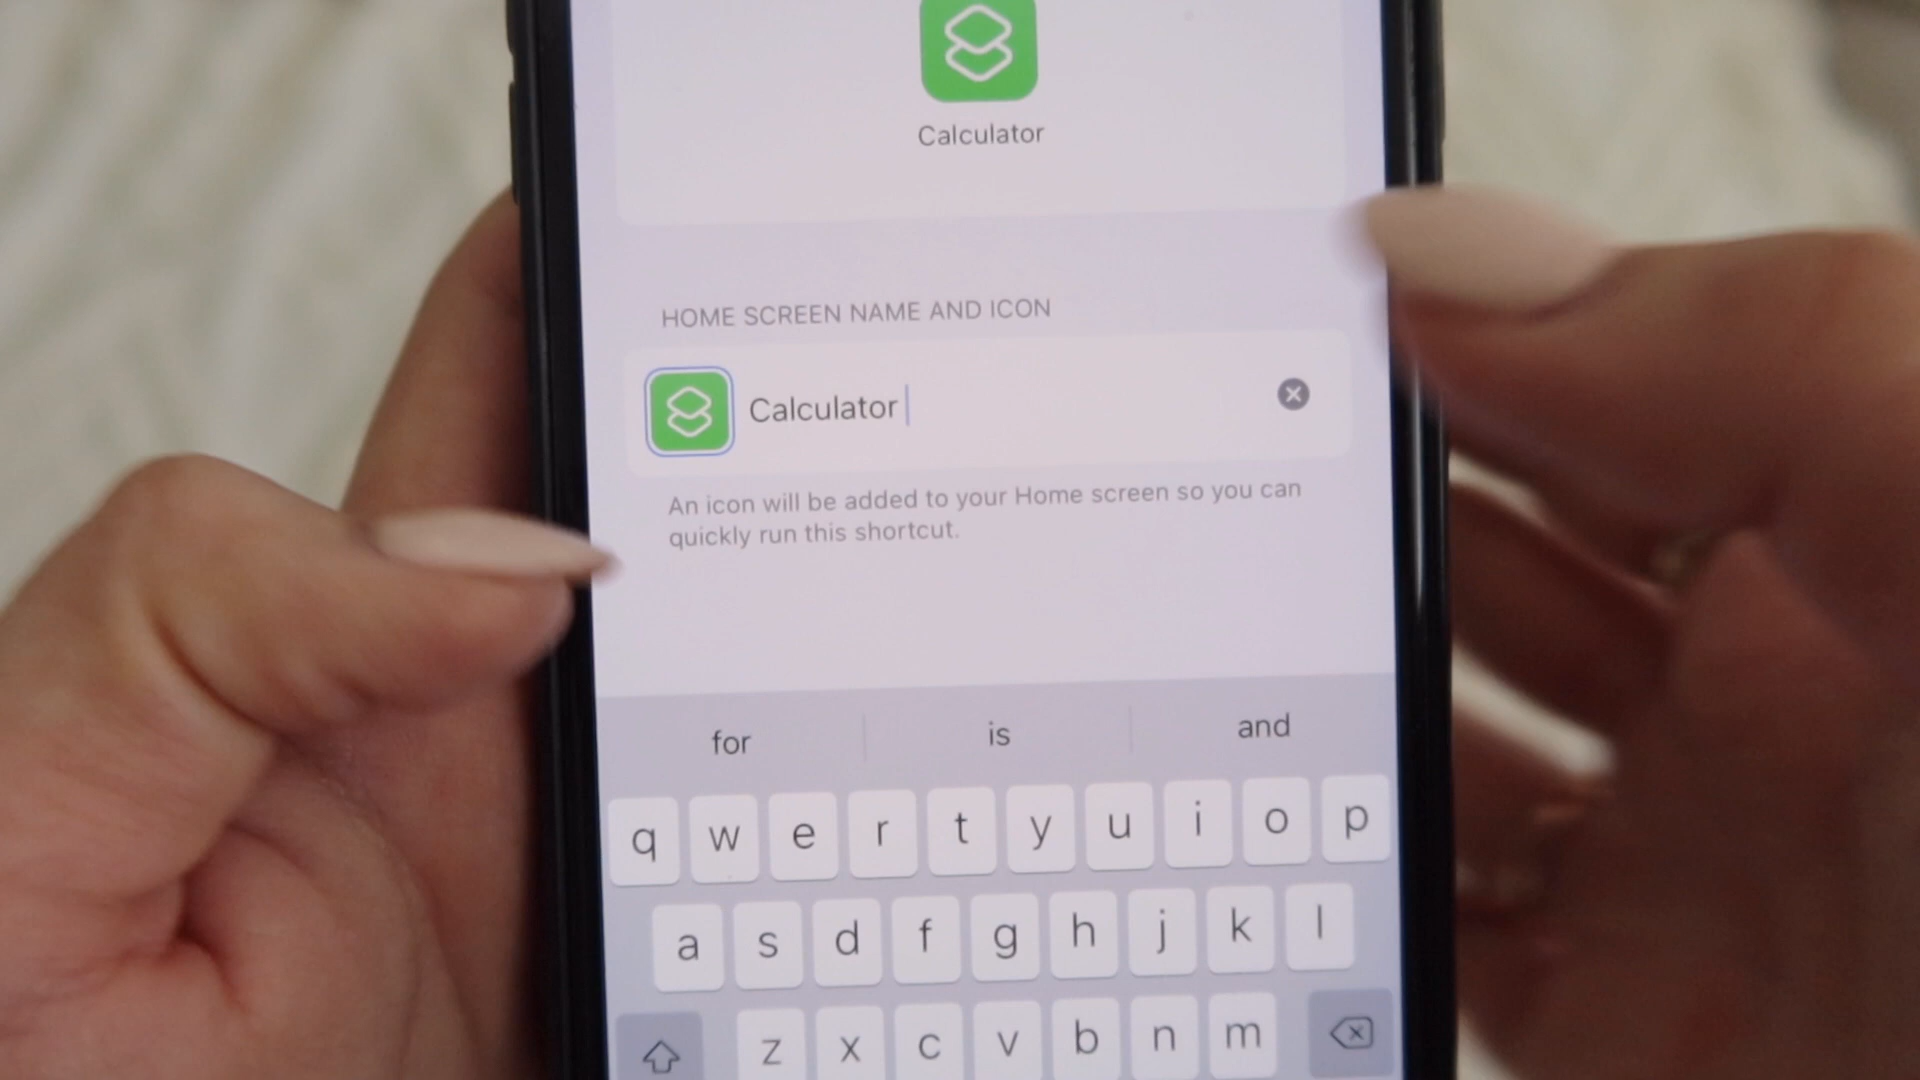 Calculator
HOME SCREEN NAME AND ICON
Calculator
An icon will be added to your Home screen so you can
quickly run this shortcut.
for is and
q w e r t y u i o p
a s d f g h j k l
z x c v b n m